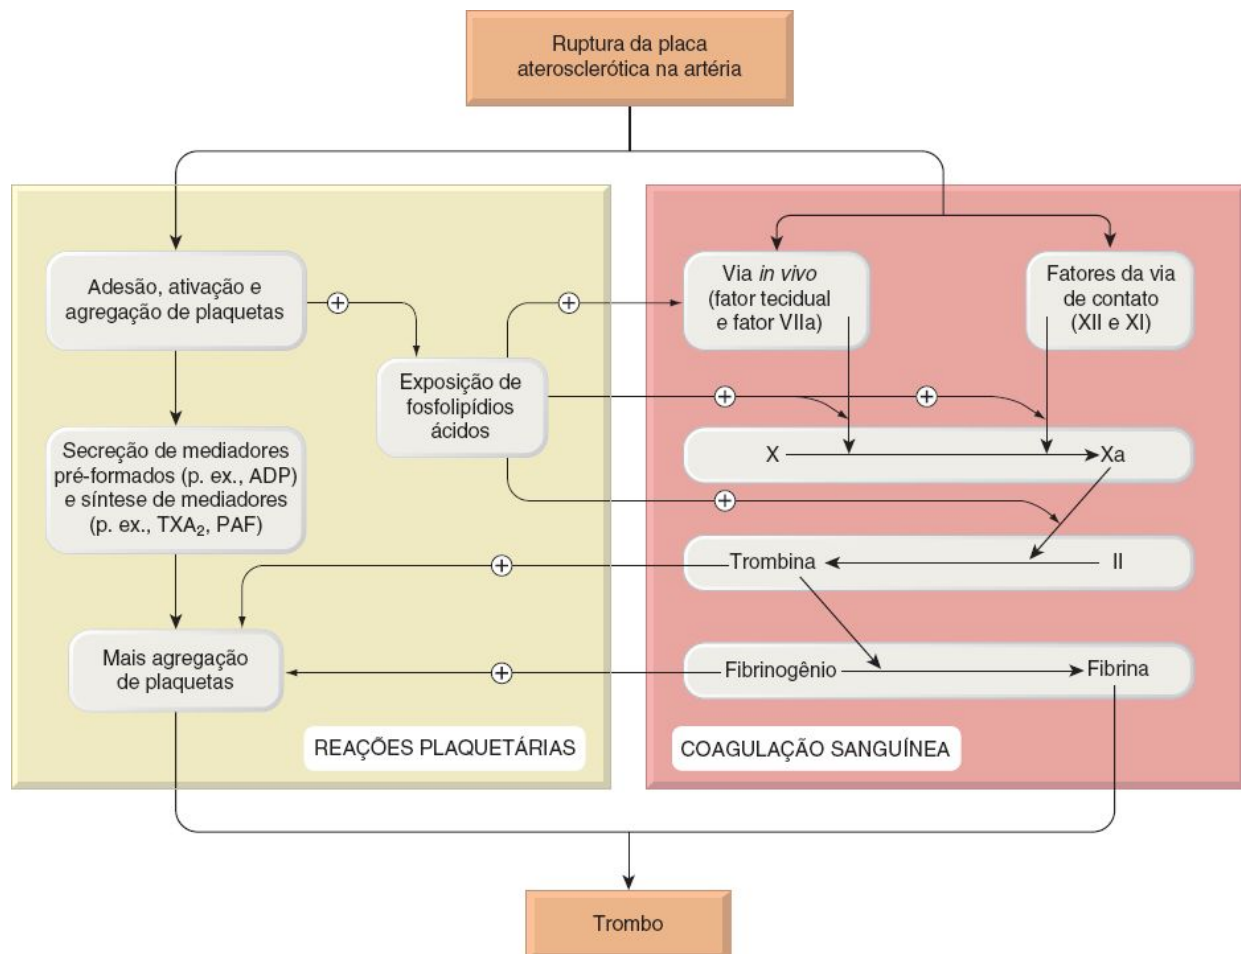 Ruptura da placa
aterosclerótica na artéria
Adesão, ativação e
agregação de plaquetas
+
Exposição de
fosfolipídios
ácidos
Secreção de mediadores
pré-formados (p. ex., ADP)
e síntese de mediadores
(p. ex., TXA₂, PAF)
Mais agregação
de plaquetas
REAÇÕES PLAQUETÁRIAS
+
Via in vivo
(fator tecidual
e fator VIIa)
Fatores da via
de contato
(XII e XI)
+ +
X Xa
+
Trombina II
+
Fibrinogênio Fibrina
+
COAGULAÇÃO SANGUÍNEA
Trombo